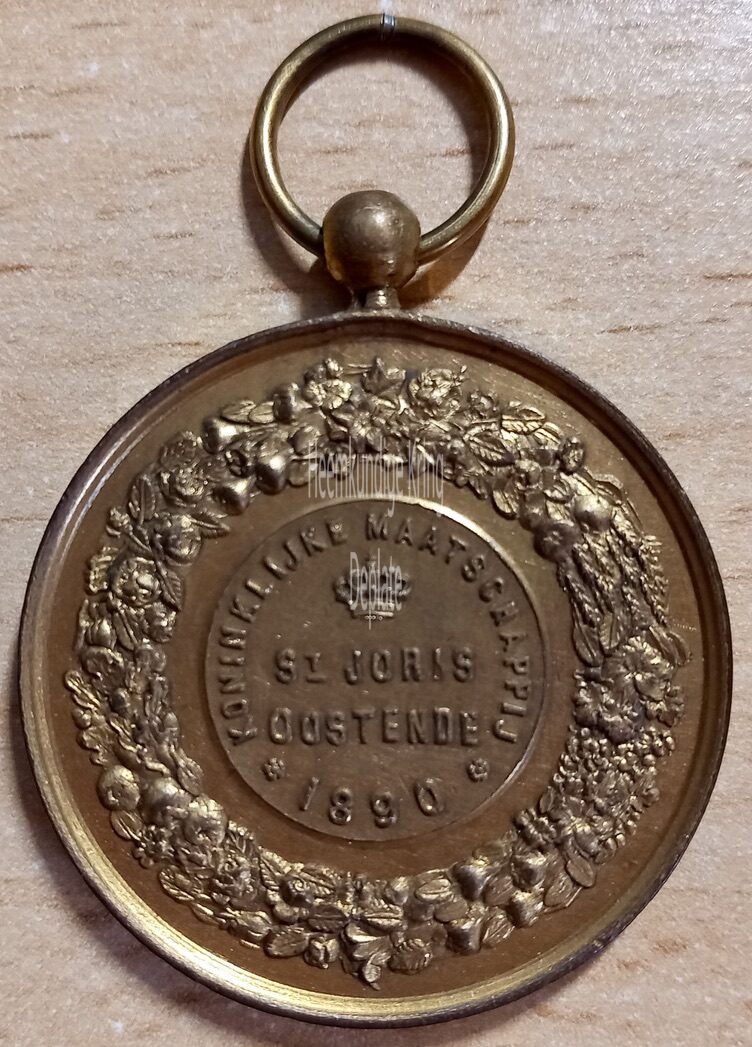 Heemkundige Kring
Deplate
KONINKLIJKE MAATSCHAPPIJ
ST JORIS
OOSTENDE
1890